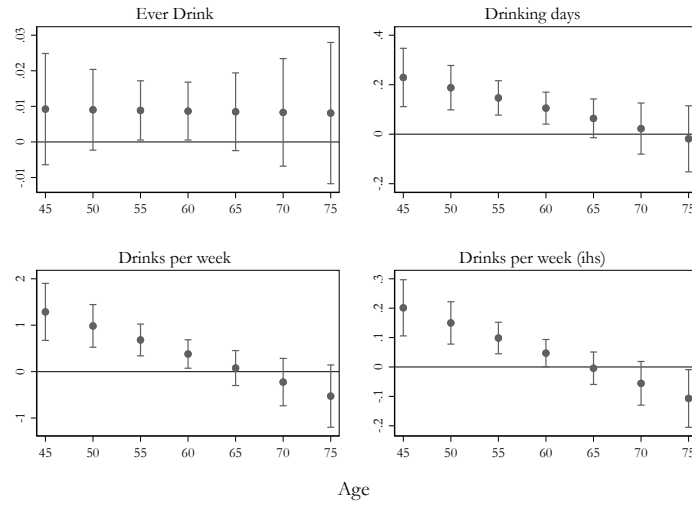 Ever Drink
.03
.02
.01
0
-.01
45 50 55 60 65 70 75
Drinking days
.4
.2
0
-.2
45 50 55 60 65 70 75
Drinks per week
2
1
0
-1
45 50 55 60 65 70 75
Drinks per week (ihs)
.3
.2
.1
0
-.1
-.2
45 50 55 60 65 70 75
Age